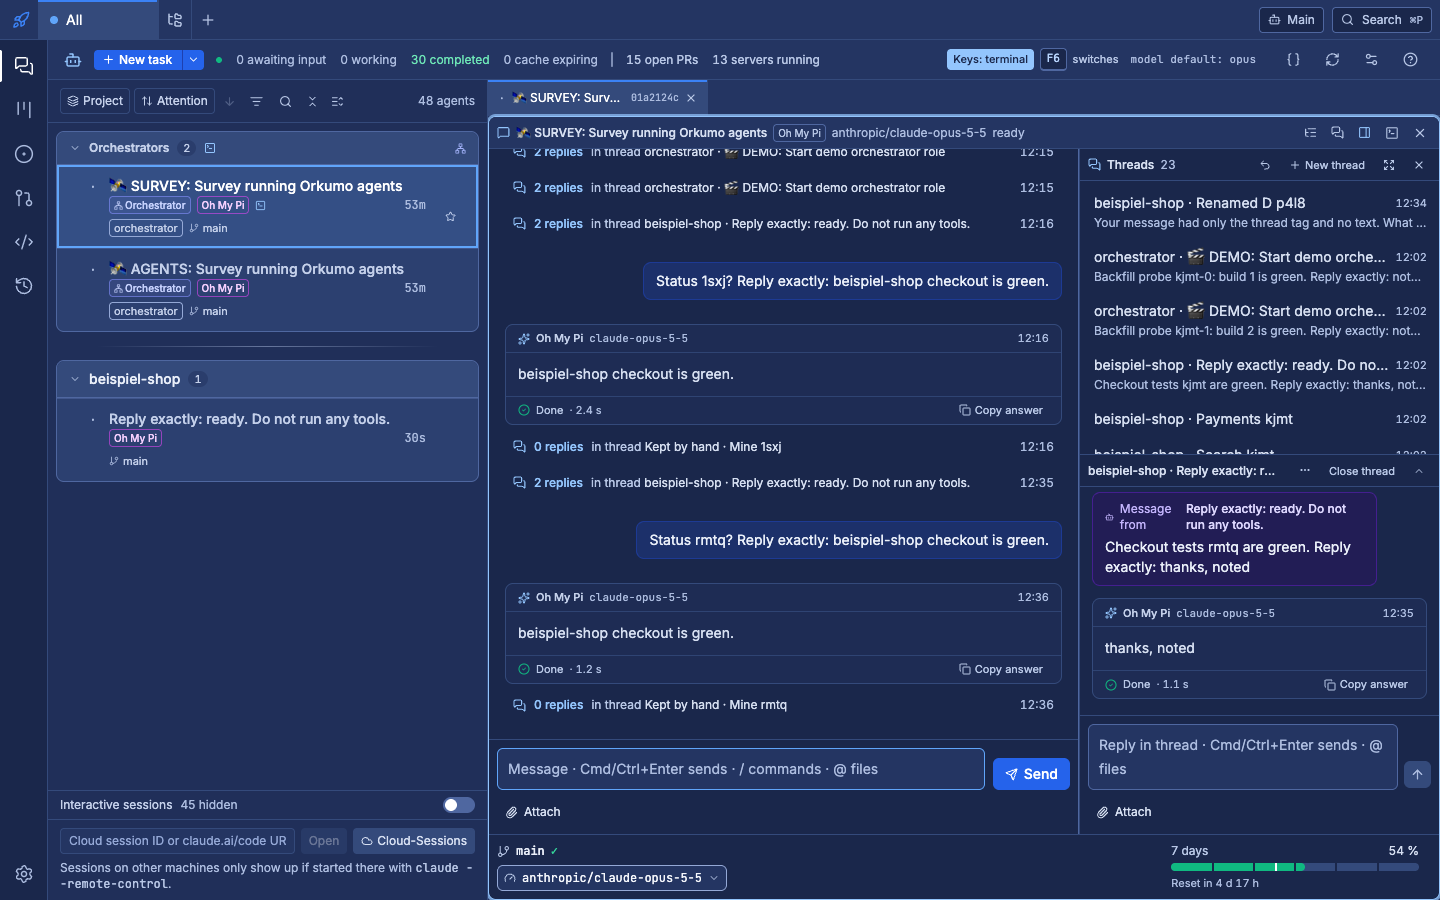 All
Main
Search ⌘P
New task
0 awaiting input
0 working
30 completed
0 cache expiring
15 open PRs
13 servers running
Keys: terminal
F6
switches
model default: opus
Project
Attention
48 agents
SURVEY: Surv...
01a2124c
Orchestrators 2
SURVEY: Survey running Orkumo agents
Orchestrator
Oh My Pi
53m
orchestrator
main
AGENTS: Survey running Orkumo agents
Orchestrator
Oh My Pi
53m
orchestrator
main
beispiel-shop 1
Reply exactly: ready. Do not run any tools.
Oh My Pi
30s
main
Interactive sessions 45 hidden
Cloud session ID or claude.ai/code UR
Open
Cloud-Sessions
Sessions on other machines only show up if started there with claude -
-remote-control.
SURVEY: Survey running Orkumo agents
Oh My Pi
anthropic/claude-opus-5-5 ready
2 replies in thread orchestrator · DEMO: Start demo orchestrator role 12:15
2 replies in thread orchestrator · DEMO: Start demo orchestrator role 12:15
2 replies in thread beispiel-shop · Reply exactly: ready. Do not run any tools. 12:16
Status 1sxj? Reply exactly: beispiel-shop checkout is green.
Oh My Pi claude-opus-5-5 12:16
beispiel-shop checkout is green.
Done · 2.4 s
Copy answer
0 replies in thread Kept by hand · Mine 1sxj 12:16
2 replies in thread beispiel-shop · Reply exactly: ready. Do not run any tools. 12:35
Status rmtq? Reply exactly: beispiel-shop checkout is green.
Oh My Pi claude-opus-5-5 12:36
beispiel-shop checkout is green.
Done · 1.2 s
Copy answer
0 replies in thread Kept by hand · Mine rmtq 12:36
Message · Cmd/Ctrl+Enter sends · / commands · @ files
Send
Attach
main ✓
anthropic/claude-opus-5-5
Threads 23
New thread
beispiel-shop · Renamed D p4l8 12:34
Your message had only the thread tag and no text. What ...
orchestrator · DEMO: Start demo orche... 12:02
Backfill probe kjmt-0: build 1 is green. Reply exactly: not...
orchestrator · DEMO: Start demo orche... 12:02
Backfill probe kjmt-1: build 2 is green. Reply exactly: not...
beispiel-shop · Reply exactly: ready. Do no... 12:02
Checkout tests kjmt are green. Reply exactly: thanks, not...
beispiel-shop · Payments kjmt 12:02
beispiel-shop · Search kjmt 12:02
beispiel-shop · Reply exactly: r...
Close thread
Message from
Reply exactly: ready. Do not run any tools.
Checkout tests rmtq are green. Reply
exactly: thanks, noted
Oh My Pi claude-opus-5-5 12:35
thanks, noted
Done · 1.1 s
Copy answer
Reply in thread · Cmd/Ctrl+Enter sends · @
files
Attach
7 days 54 %
Reset in 4 d 17 h